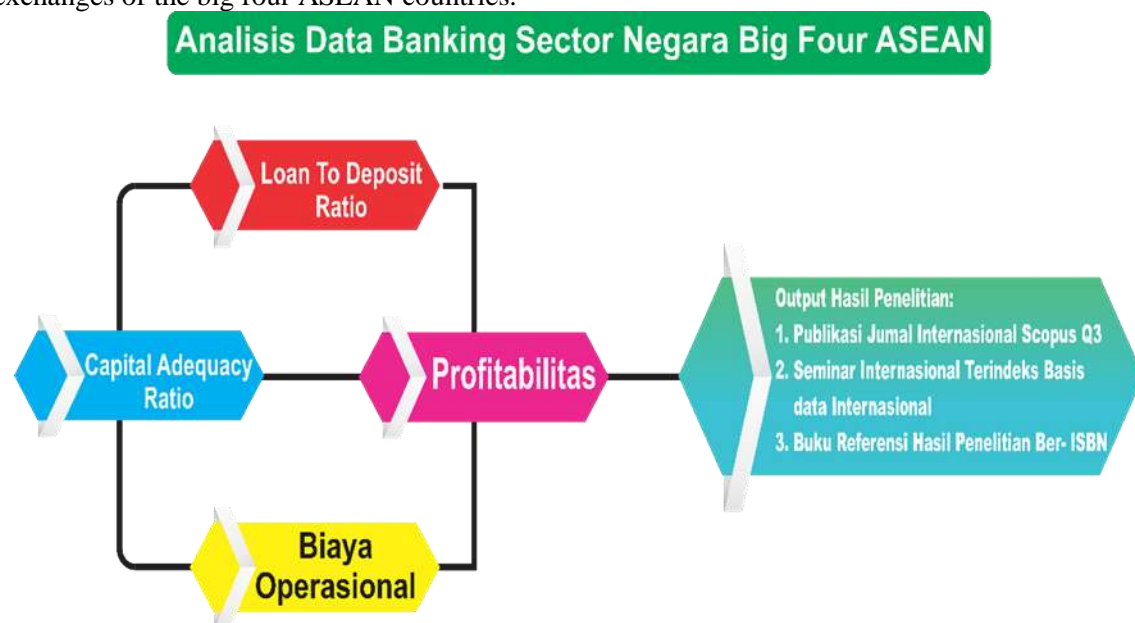 exchanges of the big four ASEAN countries.
Analisis Data Banking Sector Negara Big Four ASEAN
Loan To Deposit
Ratio
Capital Adequacy
Ratio
Profitabilitas
Output Hasil Penelitian:
1. Publikasi Jurnal Internasional Scopus Q3
2. Seminar Internasional Terindeks Basis
data Internasional
3. Buku Referensi Hasil Penelitian Ber- ISBN
Biaya
Operasional